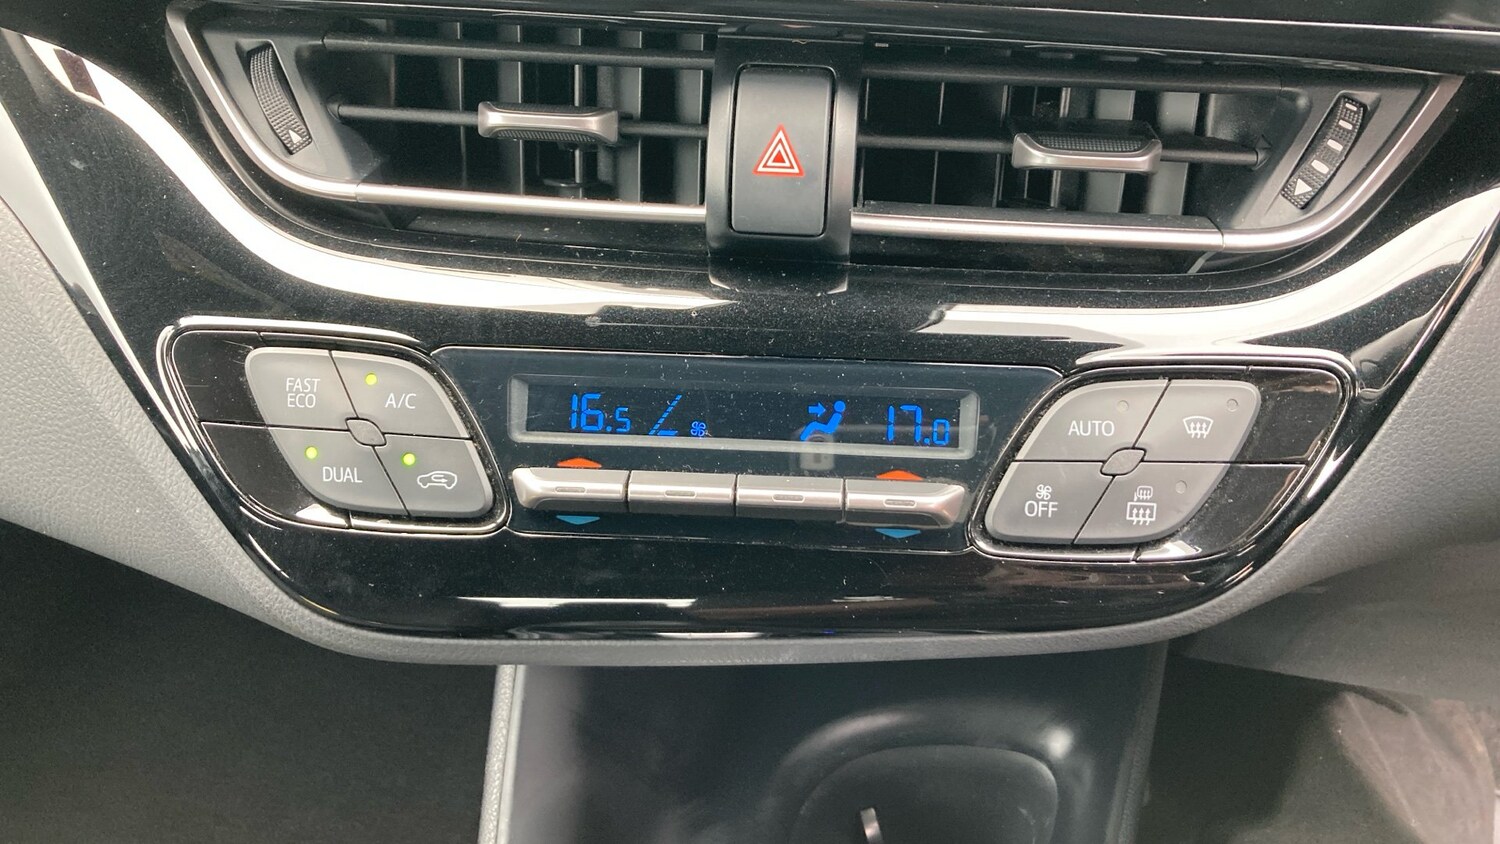 FAST
ECO
A/C
DUAL
16.5
17.0
AUTO
OFF